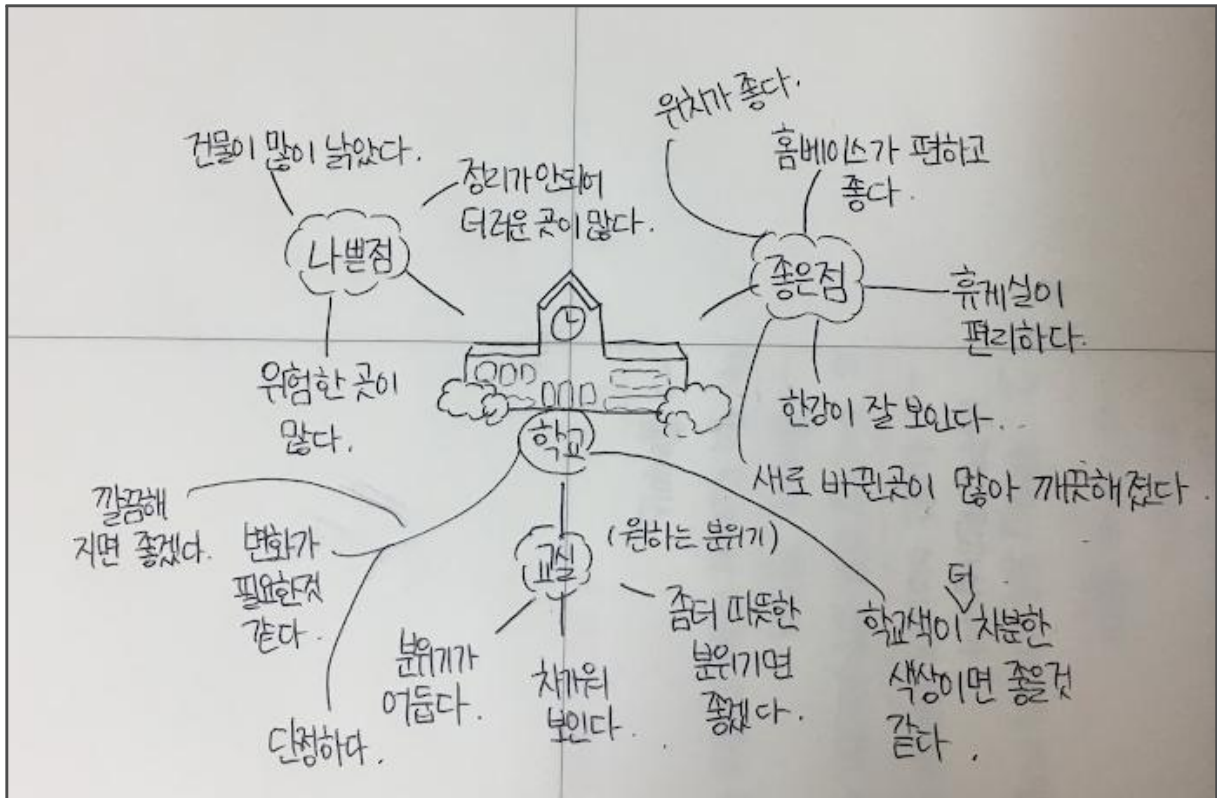 건물이 많이 낡았다.
정리가 안되어
더러운 곳이 많다.
나쁜점
위험한 곳이
많다.
위치가 좋다.
홈베이스가 편하고
좋다.
좋은점
휴게실이
편리하다.
한강이 잘 보인다..
새로 바뀐곳이 많아 깨끗해졌다.
학교
깔끔해
지면 좋겠다.
변화가
필요한것
같다.
단정하다.
교실
(원하는 분위기)
분위기가
어둡다.
차가워
보인다.
좀더 따뜻한
분위기면
좋겠다.
더
학교색이 차분한
색상이면 좋을것
같다.